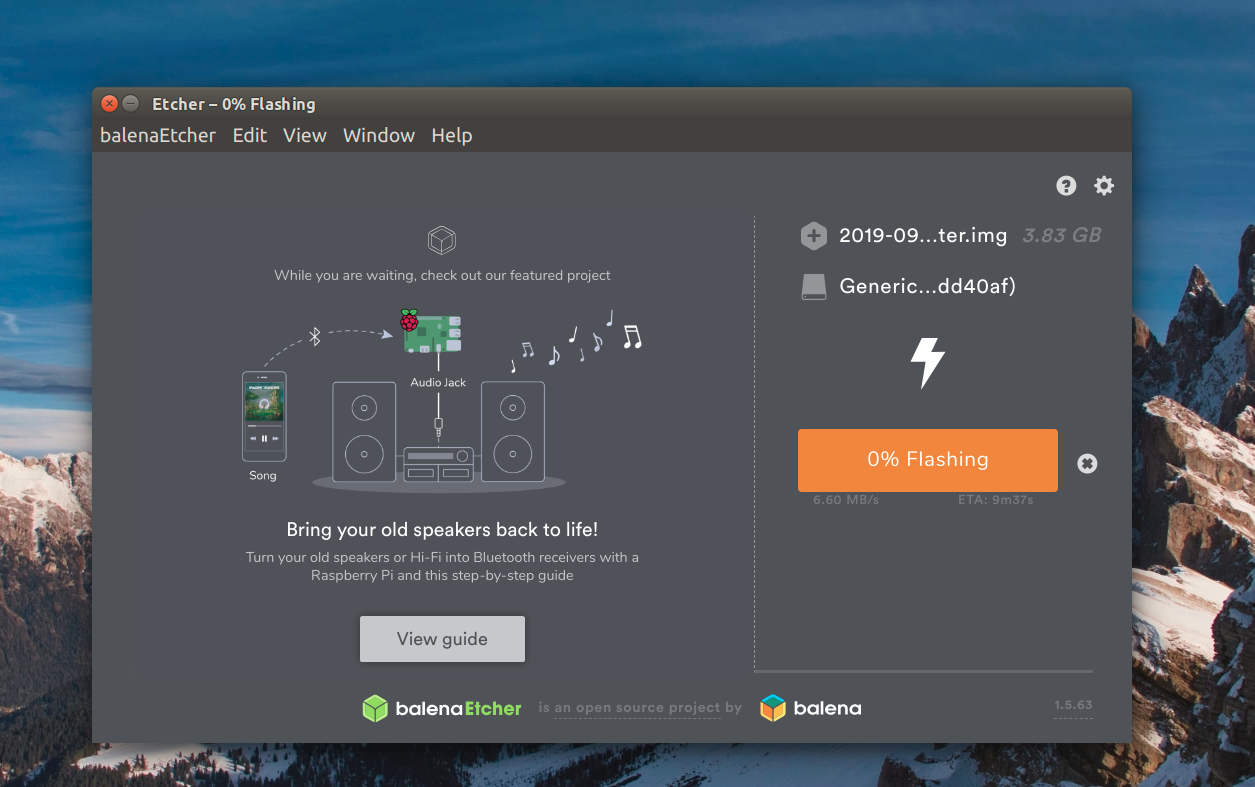 Etcher – 0% Flashing
balenaEtcher Edit View Window Help
While you are waiting, check out our featured project
Audio Jack
Song
Bring your old speakers back to life!
Turn your old speakers or Hi-Fi into Bluetooth receivers with a
Raspberry Pi and this step-by-step guide
View guide
2019-09...ter.img 3.83 GB
Generic...dd40af)
0% Flashing
6.60 MB/s ETA: 9m37s
balenaEtcher is an open source project by balena 1.5.63